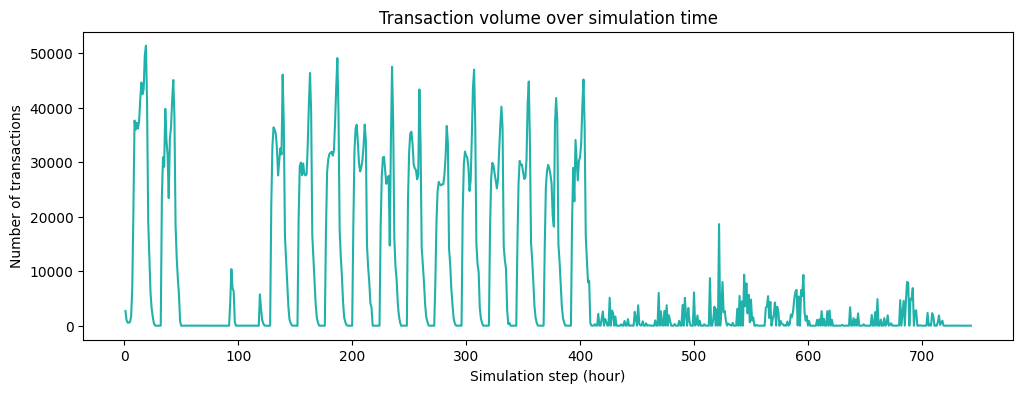 Transaction volume over simulation time
Number of transactions
50000
40000
30000
20000
10000
0
0 100 200 300 400 500 600 700
Simulation step (hour)